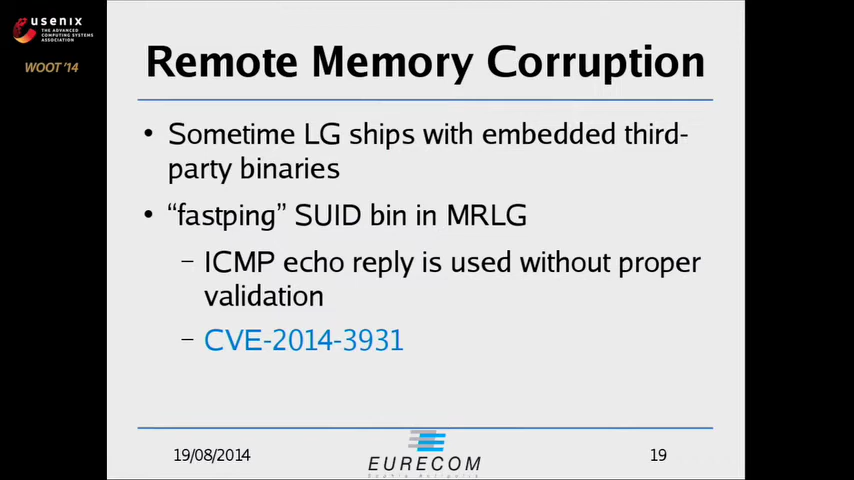 usenix
THE ADVANCED
COMPUTING SYSTEMS
ASSOCIATION
WOOT '14
Remote Memory Corruption
• Sometime LG ships with embedded third-
party binaries
• “fastping” SUID bin in MRLG
– ICMP echo reply is used without proper
validation
– CVE-2014-3931
19/08/2014
EURECOM
19